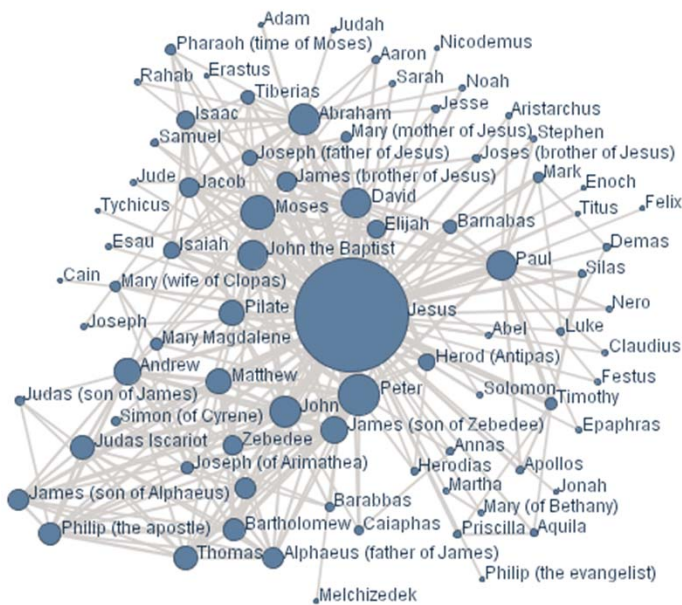 Adam
Judah
Pharaoh (time of Moses)
Nicodemus
Aaron
Rahab
Erastus
Sarah
Noah
Tiberias
Jesse
Isaac
Abraham
Aristarchus
Samuel
Mary (mother of Jesus)
Stephen
Joseph (father of Jesus)
Joses (brother of Jesus)
Jude
Jacob
James (brother of Jesus)
Mark
Enoch
Tychicus
Moses
David
Titus
Felix
Elijah
Barnabas
Esau
Isaiah
John the Baptist
Demas
Paul
Silas
Cain
Mary (wife of Clopas)
Pilate
Jesus
Nero
Joseph
Abel
Luke
Mary Magdalene
Claudius
Andrew
Matthew
Herod (Antipas)
Festus
Judas (son of James)
Peter
Solomon
Timothy
Simon (of Cyrene)
John
James (son of Zebedee)
Epaphras
Judas Iscariot
Zebedee
Annas
Joseph (of Arimathea)
Herodias
Apollos
James (son of Alphaeus)
Martha
Jonah
Barabbas
Mary (of Bethany)
Philip (the apostle)
Bartholomew
Caiaphas
Priscilla
Aquila
Thomas
Alphaeus (father of James)
Philip (the evangelist)
Melchizedek